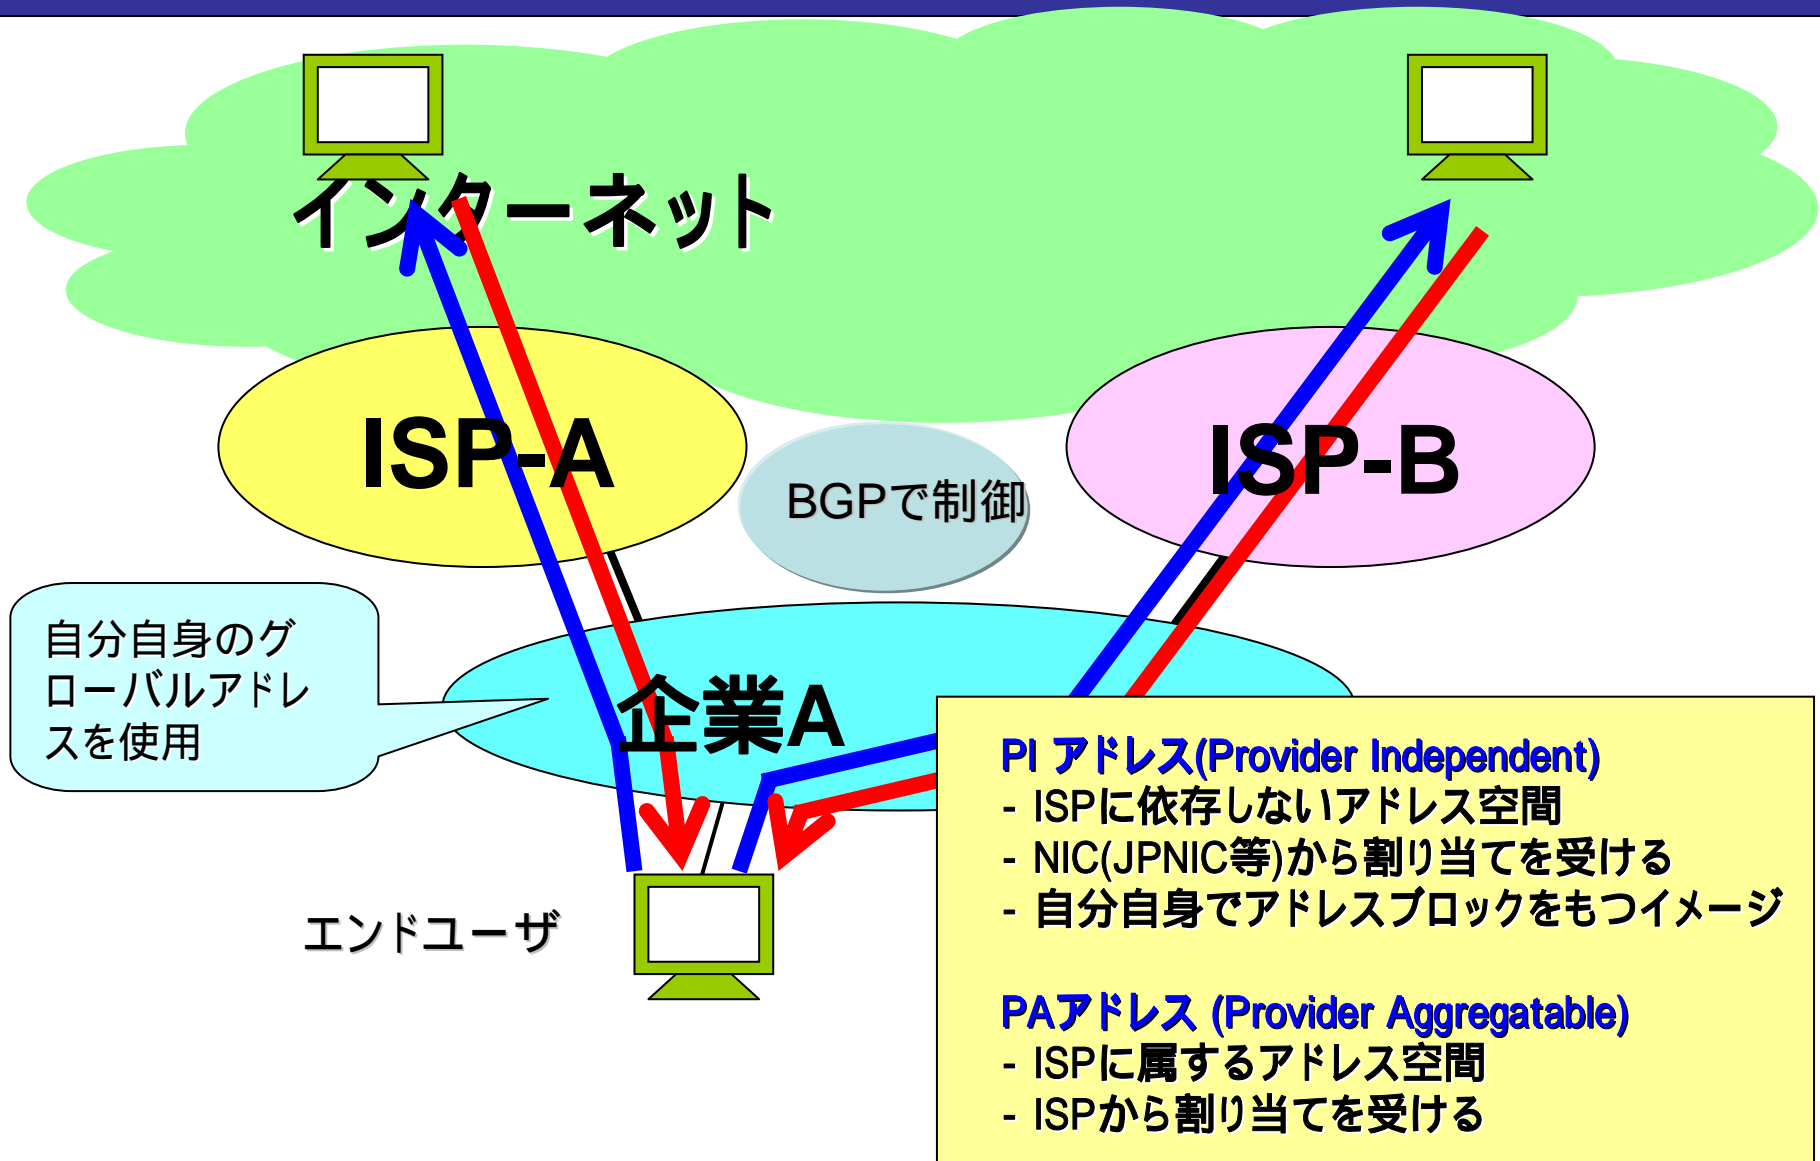 インターネット
ISP-A
ISP-B
BGPで制御
自分自身のグ
ローバルアドレ
スを使用
企業A
PI アドレス(Provider Independent)
- ISPに依存しないアドレス空間
- NIC(JPNIC等)から割り当てを受ける
- 自分自身でアドレスブロックをもつイメージ
エンドユーザ
PAアドレス (Provider Aggregatable)
- ISPに属するアドレス空間
- ISPから割り当てを受ける